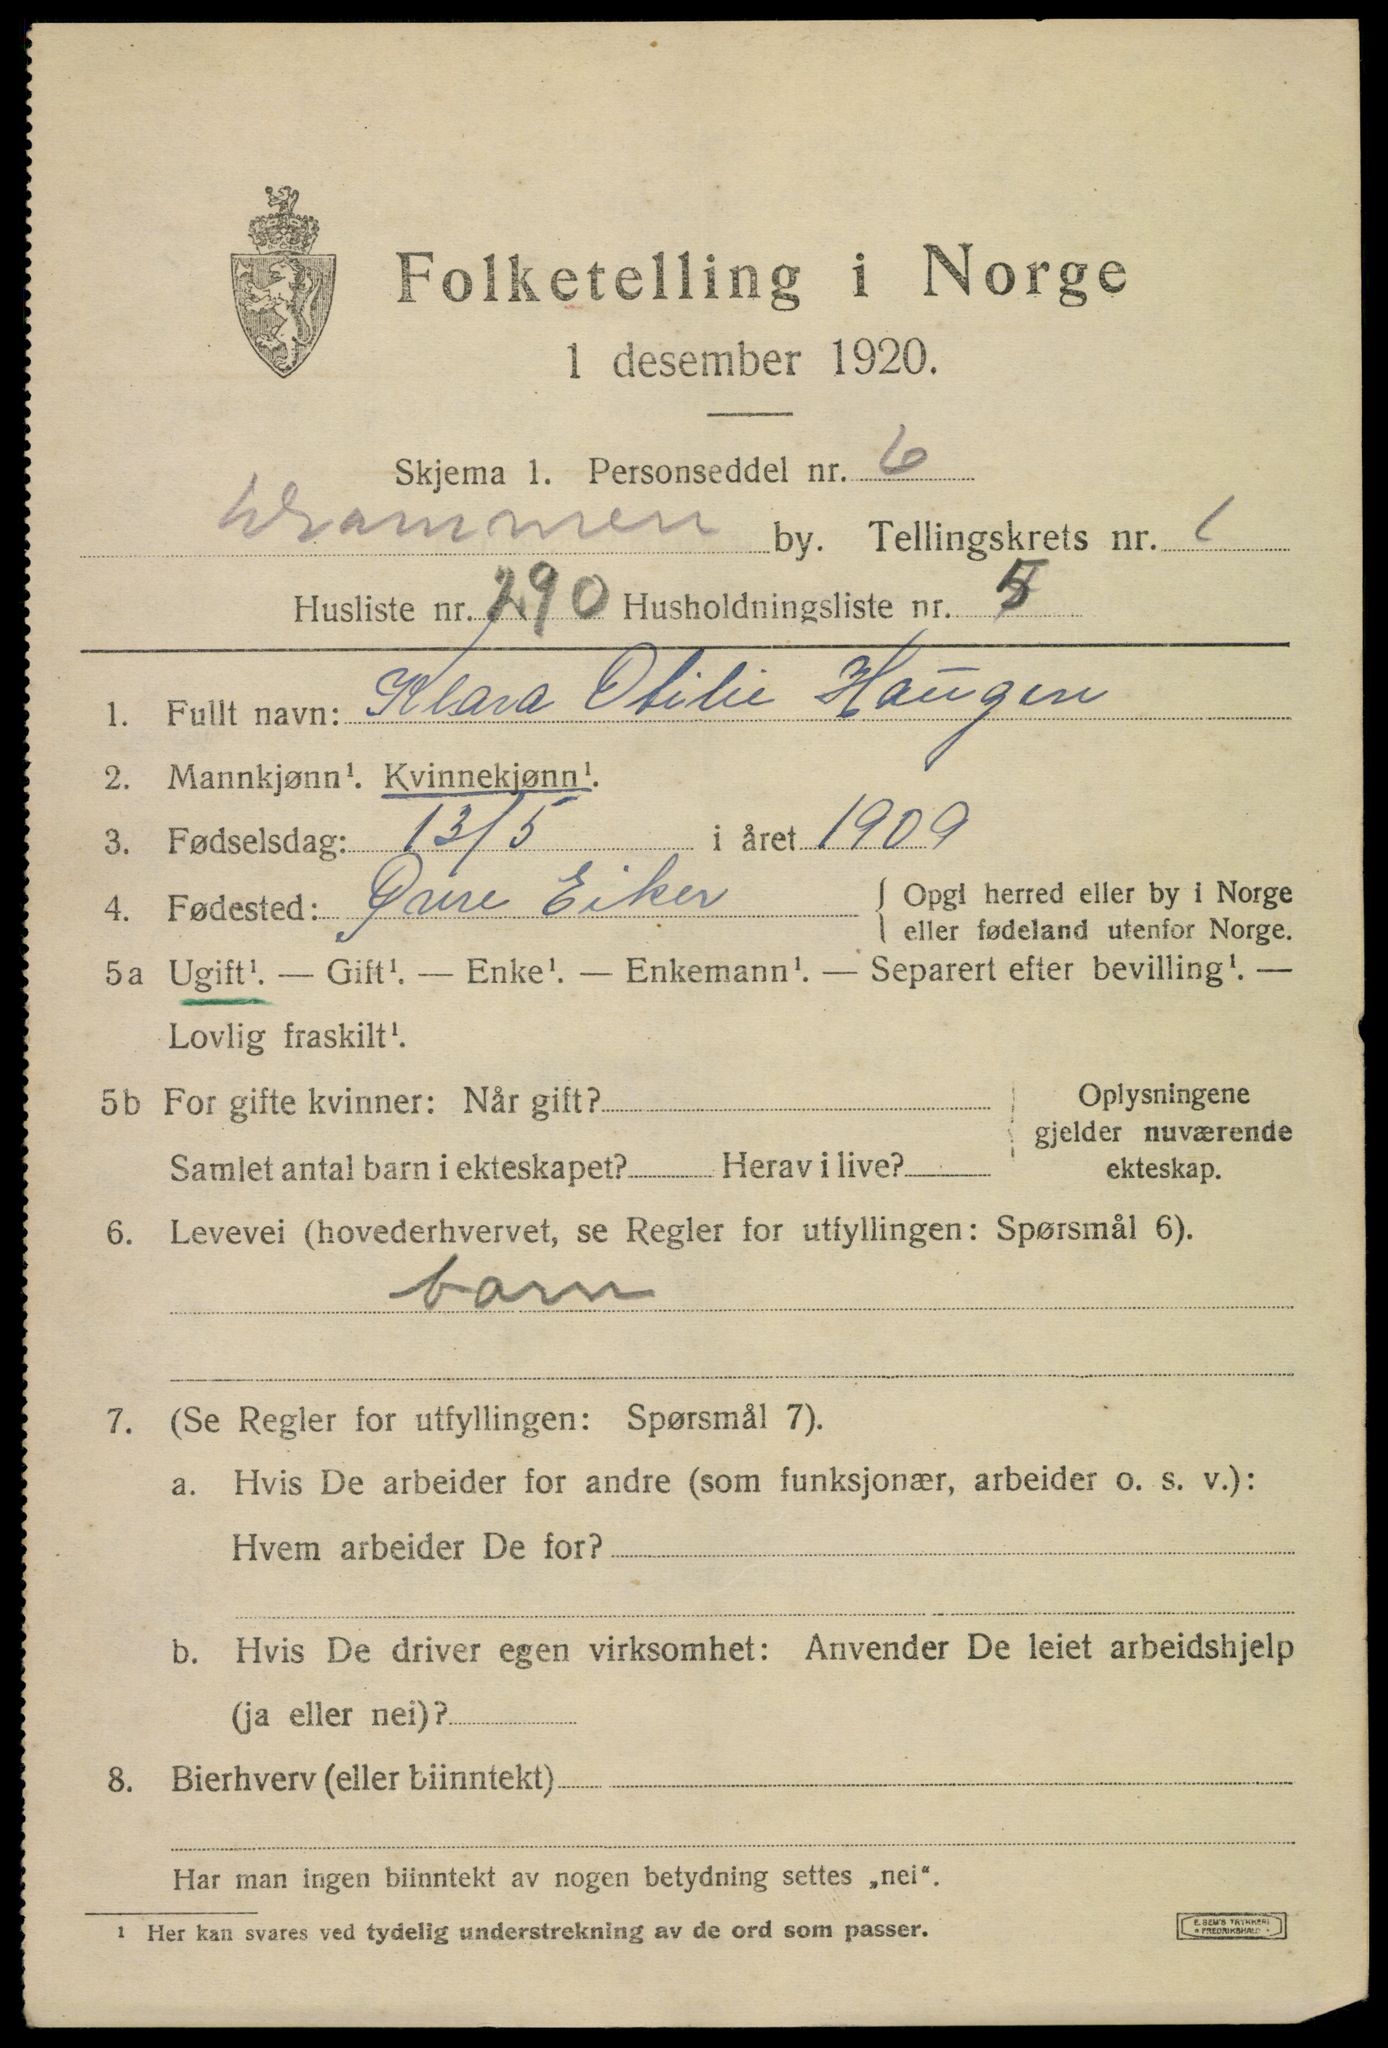 Folketelling i Norge
1 desember 1920.
Skjema 1. Personseddel nr. 6
Drammen by. Tellingskrets nr. 1
Husliste nr. 290 Husholdningsliste nr. 5
1. Fullt navn: Klara Otilie Haugen
2. Mannkjønn¹. Kvinnekjønn¹.
3. Fødselsdag: 13/5 i året 1909
4. Fødested: Øvre Eiker { Opgi herred eller by i Norge
eller fødeland utenfor Norge.
5a Ugift¹. — Gift¹. — Enke¹. — Enkemann¹. — Separert efter bevilling¹. —
Lovlig fraskilt¹.
5b For gifte kvinner: Når gift?
Samlet antal barn i ekteskapet? Herav i live?
Oplysningene
gjelder nuværende
ekteskap.
6. Levevei (hovederhvervet, se Regler for utfyllingen: Spørsmål 6).
barn
7. (Se Regler for utfyllingen: Spørsmål 7).
a. Hvis De arbeider for andre (som funksjonær, arbeider o. s. v.):
Hvem arbeider De for?
b. Hvis De driver egen virksomhet: Anvender De leiet arbeidshjelp
(ja eller nei)?
8. Bierhverv (eller biinntekt)
Har man ingen biinntekt av nogen betydning settes „nei“.
¹ Her kan svares ved tydelig understrekning av de ord som passer.
E. SEM'S TRYKKERI
* FREDRIKSHALD *